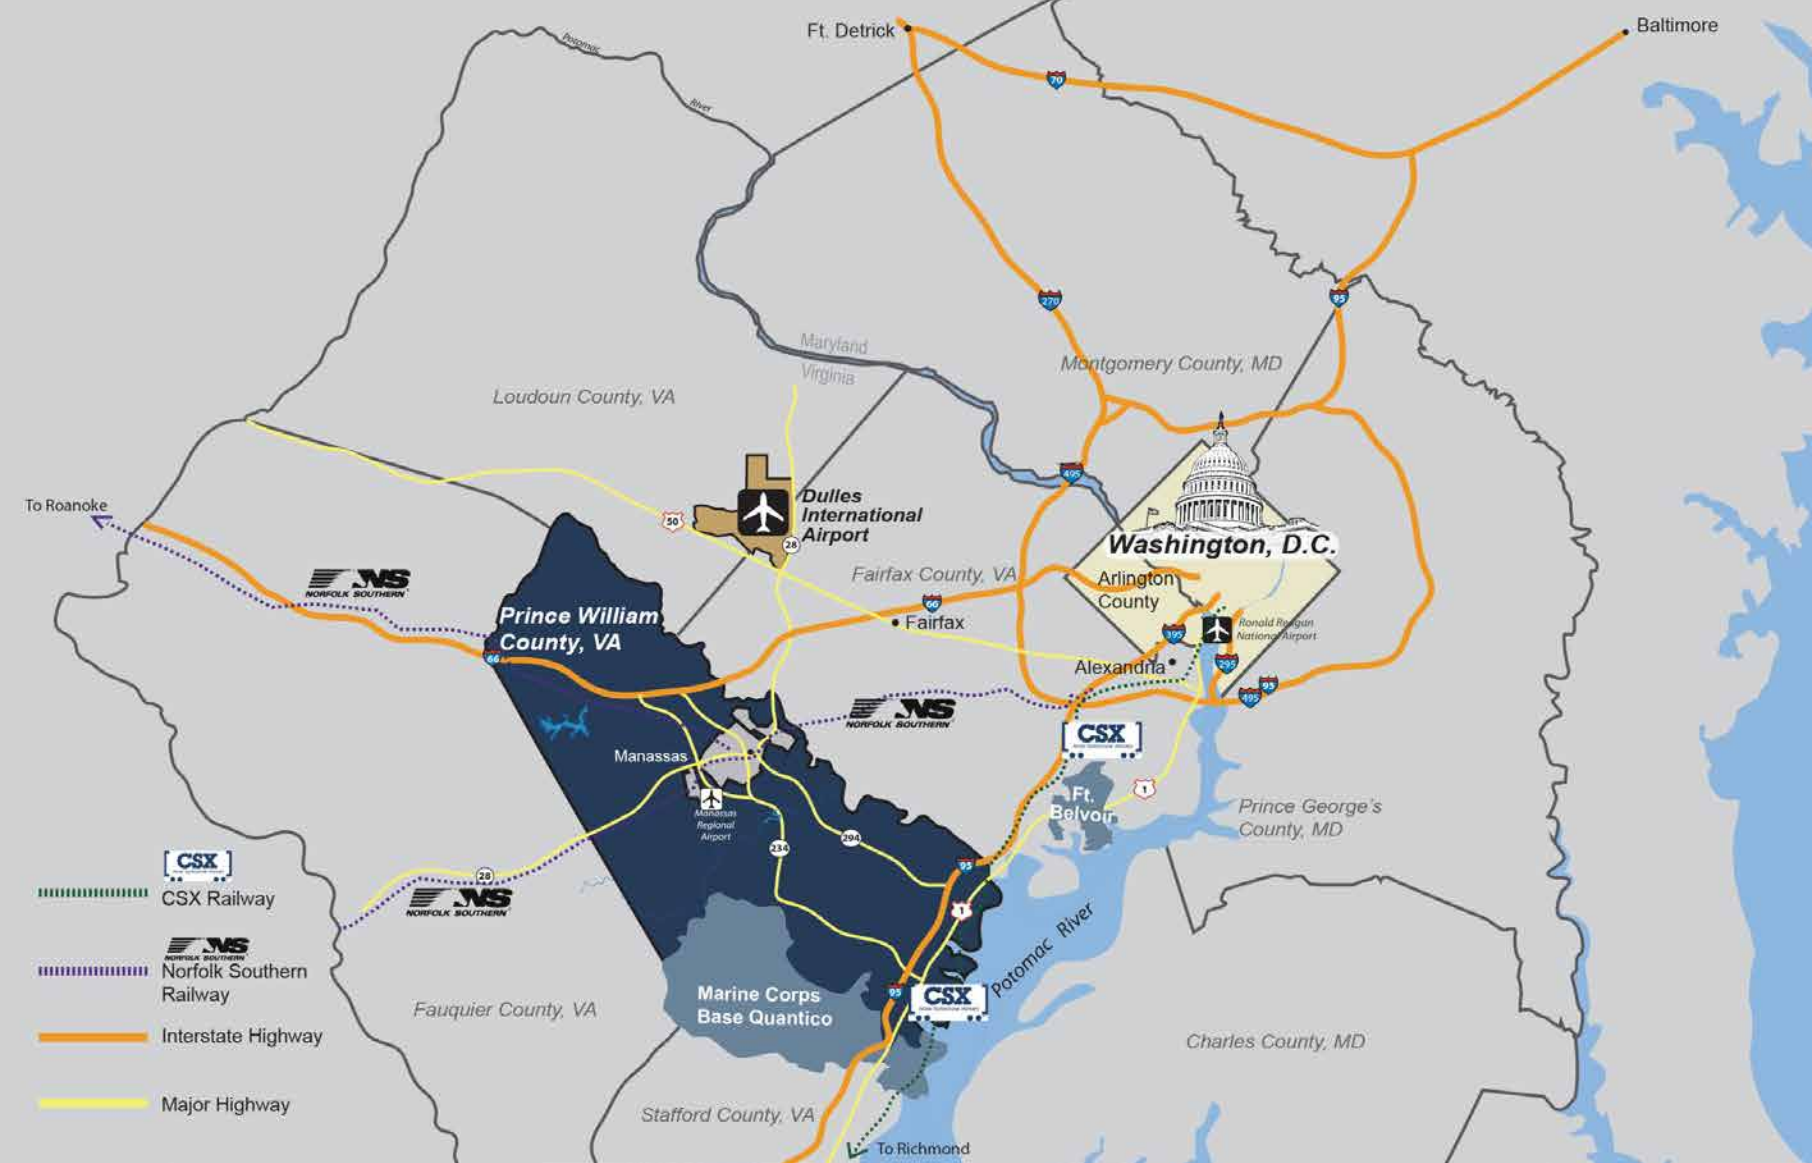 Ft. Detrick
Baltimore
Potomac
River
70
270
95
Maryland
Virginia
Montgomery County, MD
Loudoun County, VA
495
To Roanoke
50
Dulles
International
Airport
28
Washington, D.C.
Fairfax County, VA
Arlington
County
NS
NORFOLK SOUTHERN
66
Fairfax
Prince William
County, VA
395
Ronald Reagan
National Airport
66
Alexandria
295
495
95
NS
NORFOLK SOUTHERN
CSX
Manassas
Ft.
Belvoir
1
Manassas
Regional
Airport
Prince George's
County, MD
234
294
95
28
NS
NORFOLK SOUTHERN
1
Potomac River
95
CSX
Marine Corps
Base Quantico
Fauquier County, VA
Charles County, MD
Stafford County, VA
To Richmond
CSX
CSX Railway
NS
NORFOLK SOUTHERN
Norfolk Southern
Railway
Interstate Highway
Major Highway